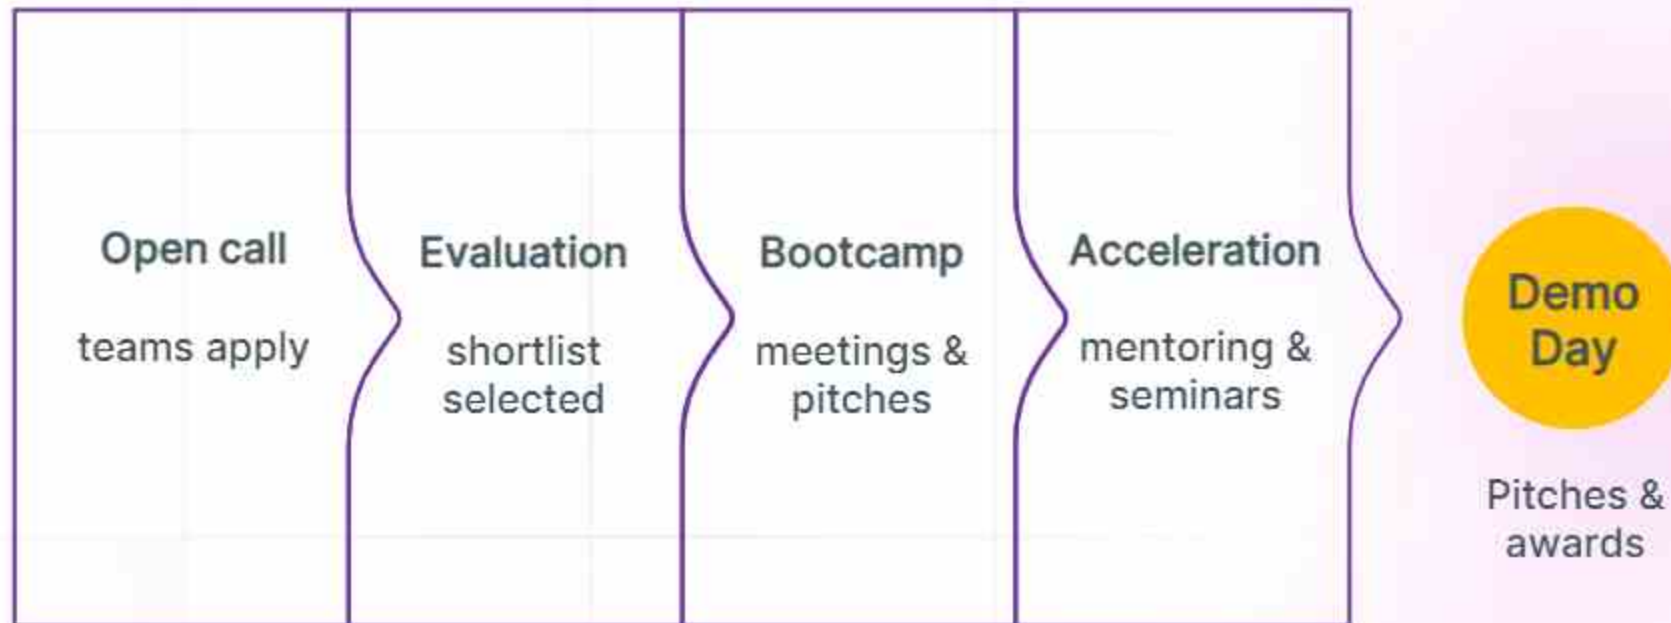 Open call
teams apply
Evaluation
shortlist
selected
Bootcamp
meetings &
pitches
Acceleration
mentoring &
seminars
Demo
Day
Pitches &
awards